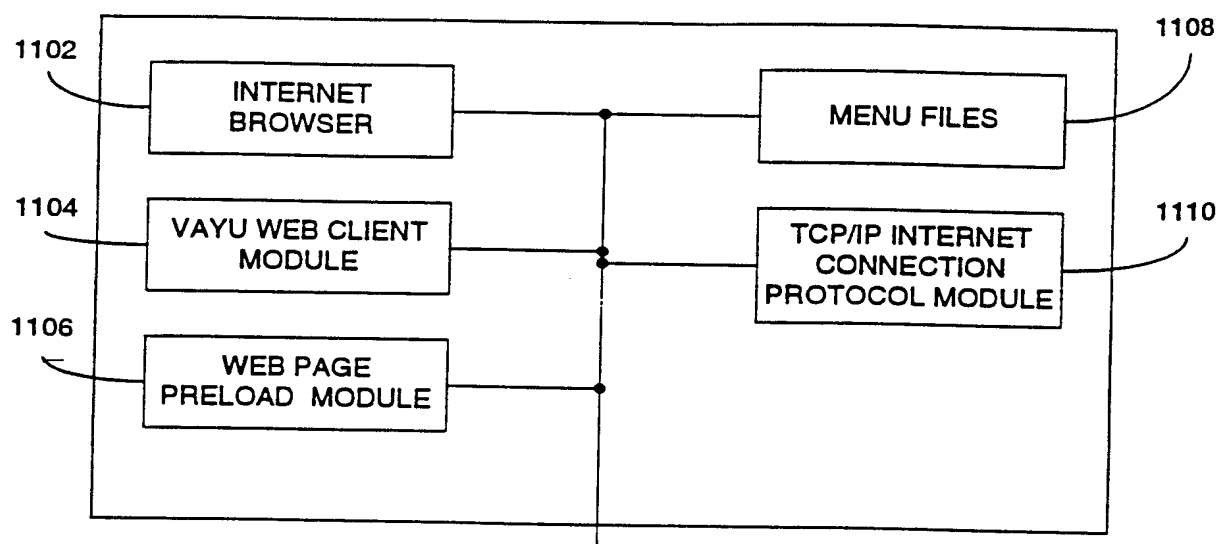 1102
INTERNET
BROWSER
1108
MENU FILES
1104
VAYU WEB CLIENT
MODULE
1110
TCP/IP INTERNET
CONNECTION
PROTOCOL MODULE
1106
WEB PAGE
PRELOAD MODULE